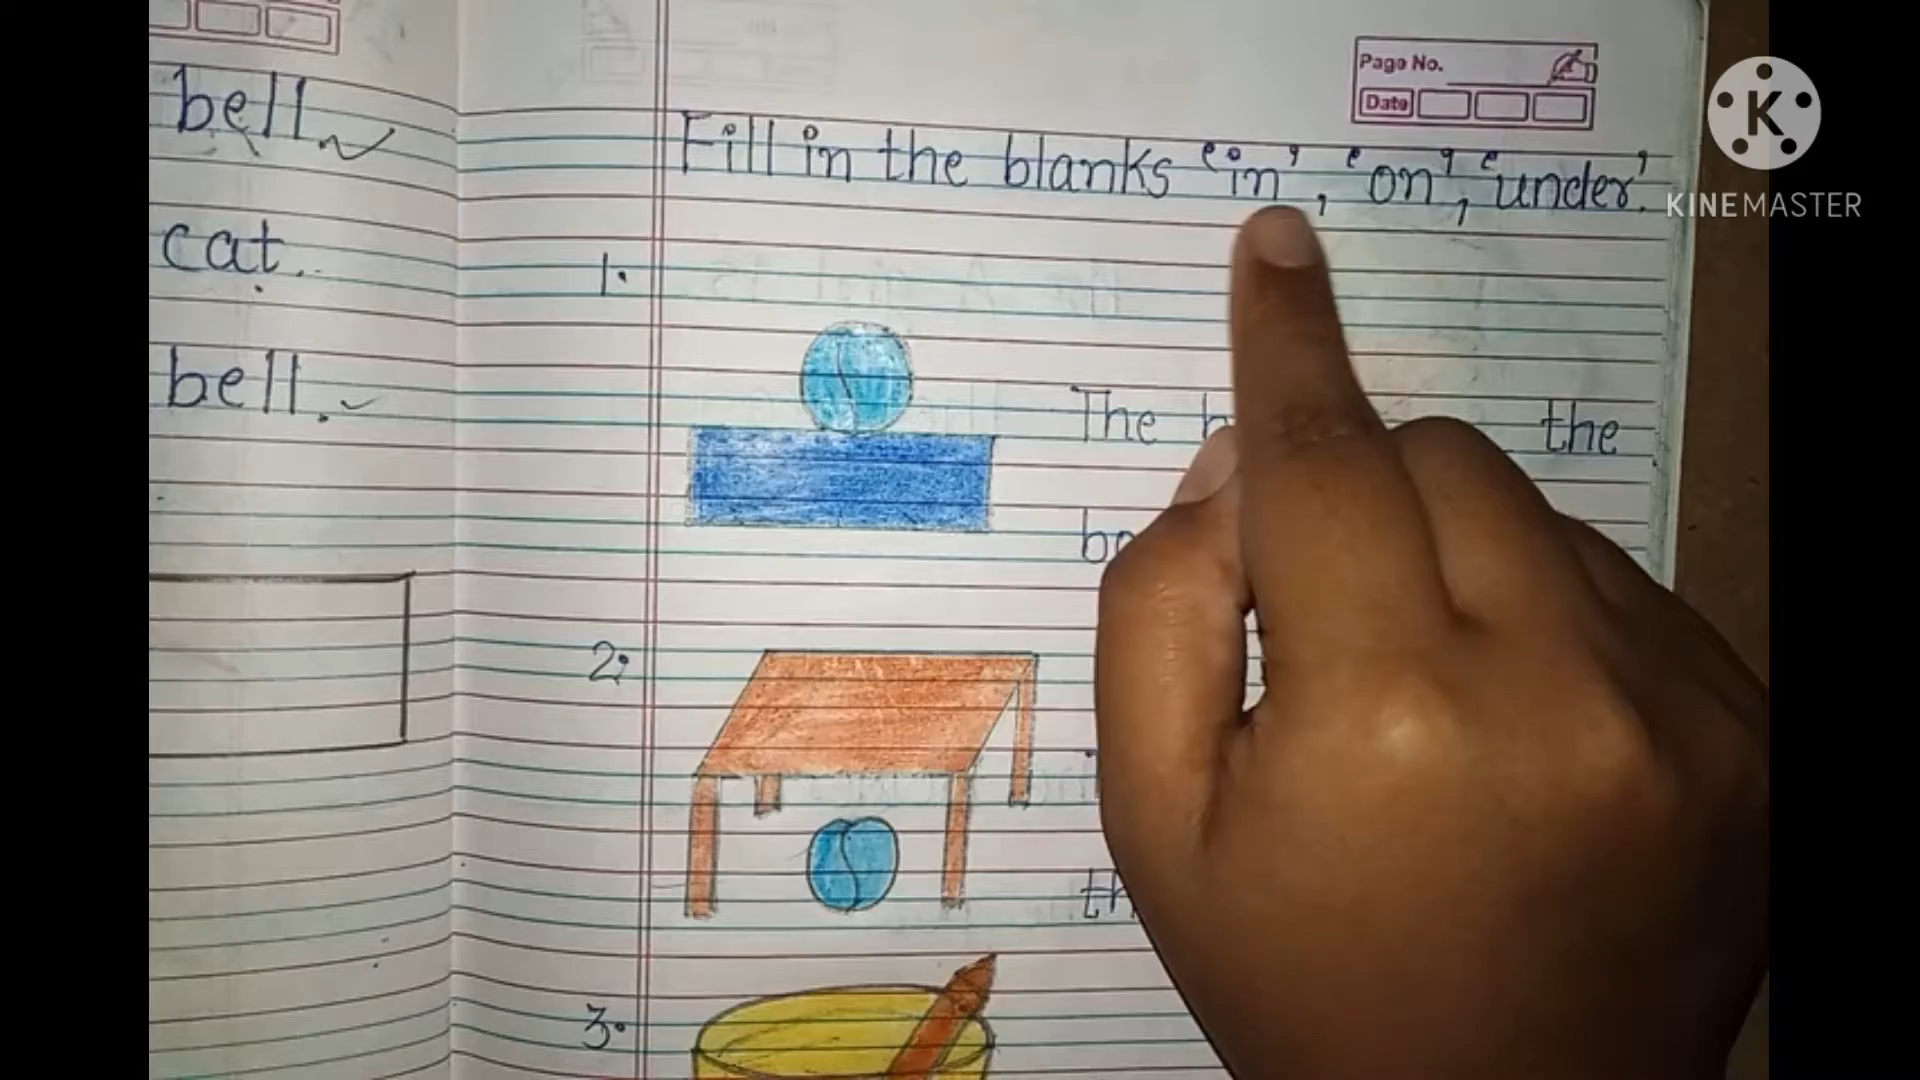 bell.
cat.
bell.
Page No.
Date
Fill in the blanks 'in', 'on', 'under'.
1.
The
the
2.
3.
K
KINEMASTER